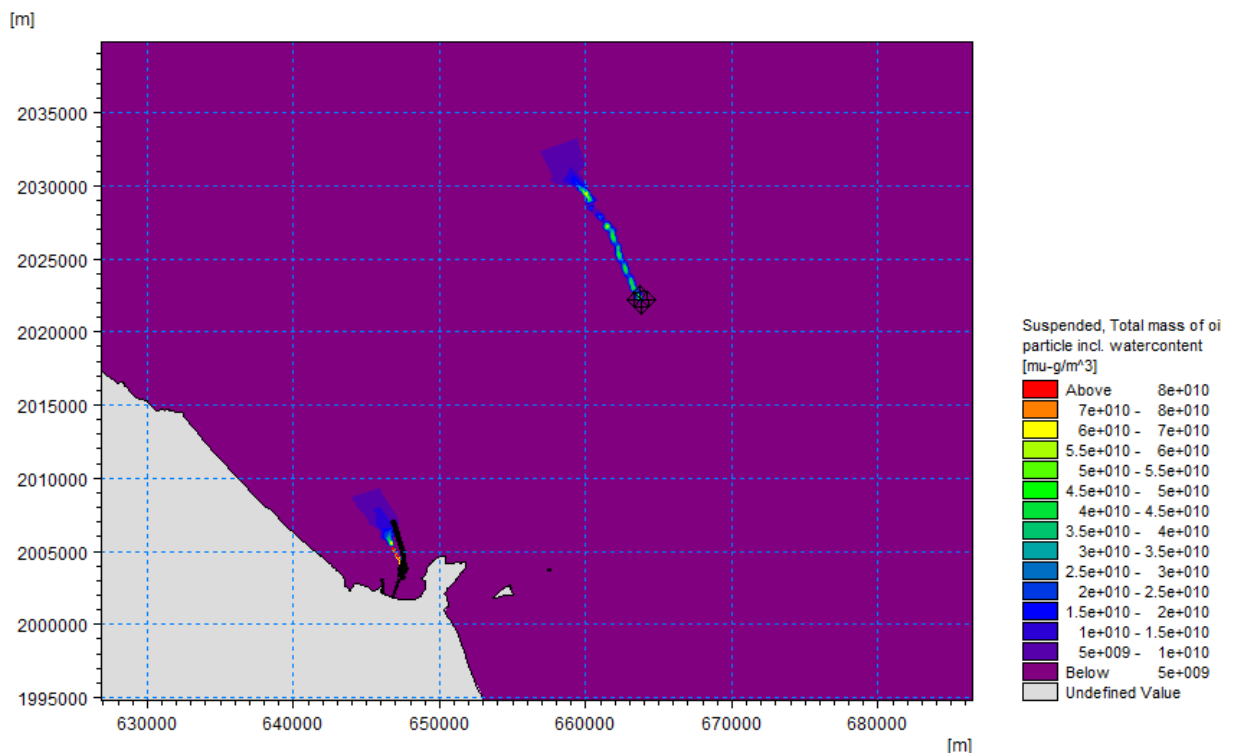 [m]
2035000
2030000
2025000
2020000
2015000
2010000
2005000
2000000
1995000
630000 640000 650000 660000 670000 680000
[m]
Suspended, Total mass of oi
particle incl. watercontent
[mu-g/m^3]
Above 8e+010
7e+010 - 8e+010
6e+010 - 7e+010
5.5e+010 - 6e+010
5e+010 - 5.5e+010
4.5e+010 - 5e+010
4e+010 - 4.5e+010
3.5e+010 - 4e+010
3e+010 - 3.5e+010
2.5e+010 - 3e+010
2e+010 - 2.5e+010
1.5e+010 - 2e+010
1e+010 - 1.5e+010
5e+009 - 1e+010
Below 5e+009
Undefined Value